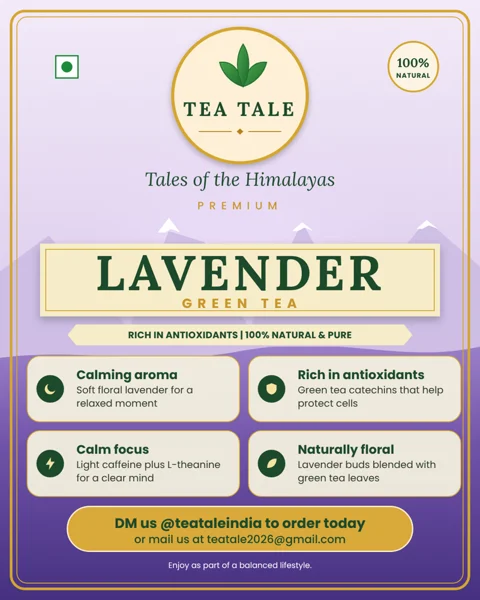 100%
NATURAL
TEA TALE
Tales of the Himalayas
PREMIUM
LAVENDER
GREEN TEA
RICH IN ANTIOXIDANTS | 100% NATURAL & PURE
Calming aroma
Soft floral lavender for a
relaxed moment
Rich in antioxidants
Green tea catechins that help
protect cells
Calm focus
Light caffeine plus L-theanine
for a clear mind
Naturally floral
Lavender buds blended with
green tea leaves
DM us @teataleindia to order today
or mail us at teatale2026@gmail.com
Enjoy as part of a balanced lifestyle.